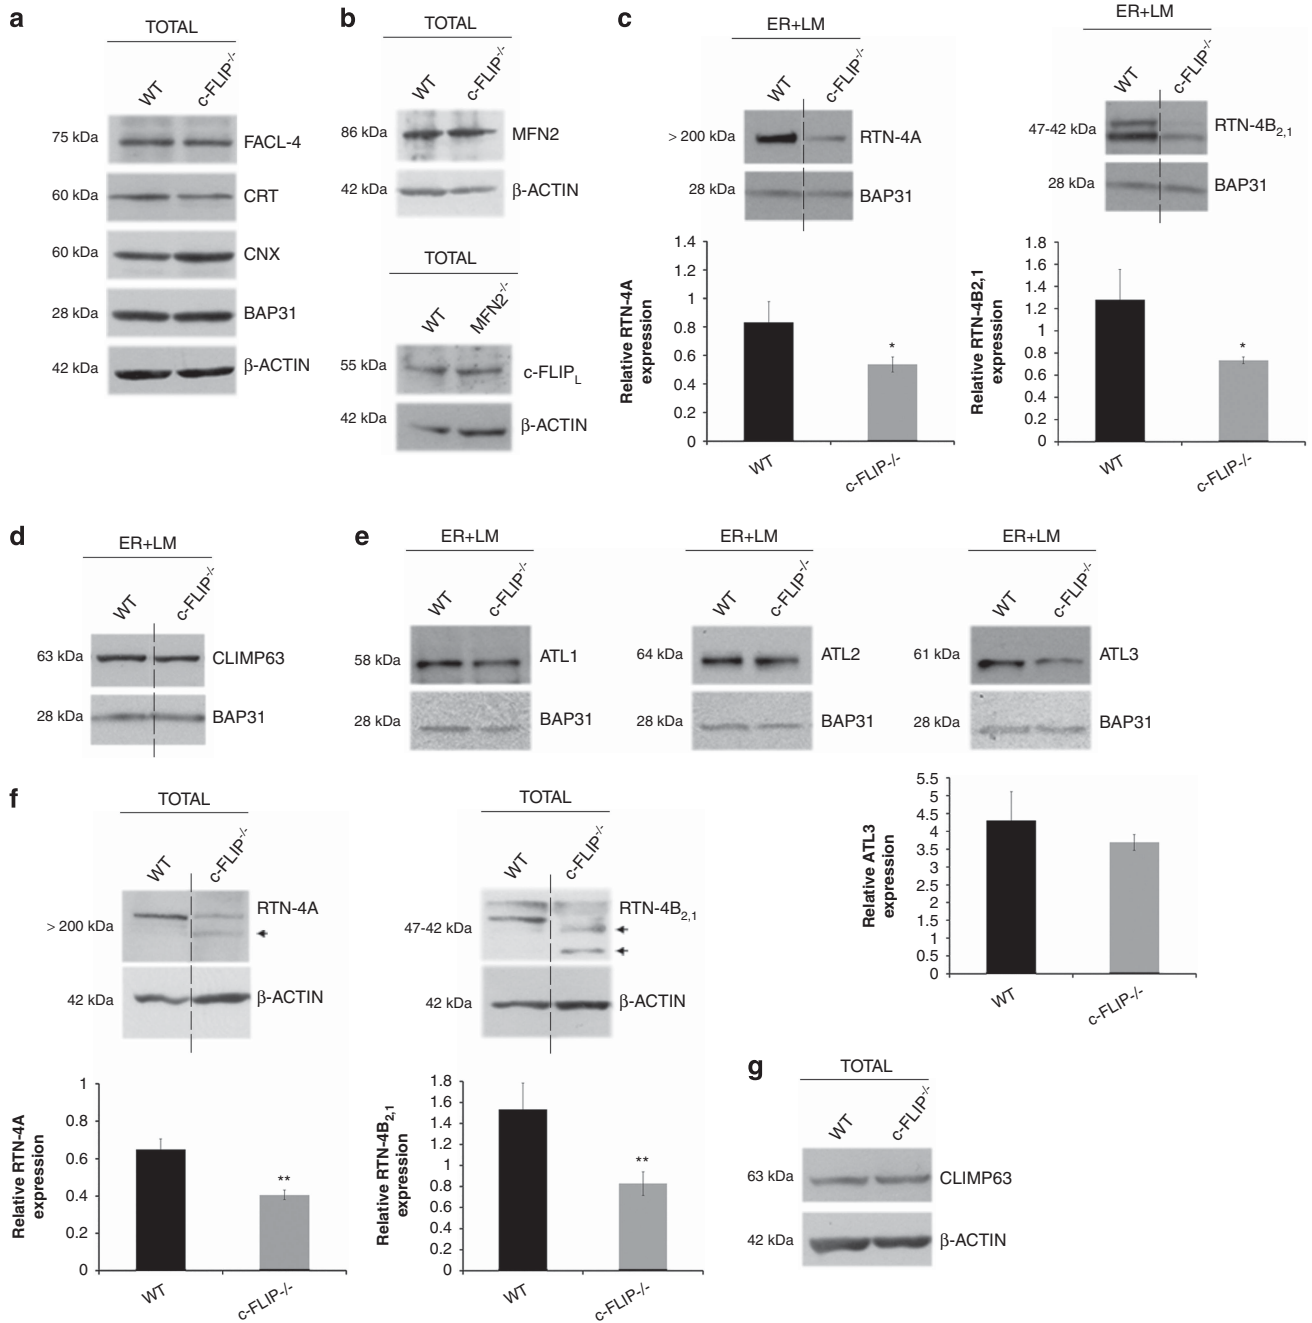 a
TOTAL
WT
c-FLIP-/-
75 kDa
FACL-4
60 kDa
CRT
60 kDa
CNX
28 kDa
BAP31
42 kDa
β-ACTIN
b
TOTAL
WT
c-FLIP-/-
86 kDa
MFN2
42 kDa
β-ACTIN
TOTAL
WT
MFN2-/-
55 kDa
c-FLIPL
42 kDa
β-ACTIN
c
ER+LM
WT
c-FLIP-/-
> 200 kDa
RTN-4A
28 kDa
BAP31
Relative RTN-4A
expression
1.4
1.2
1
0.8
0.6
0.4
0.2
0
*
WT
c-FLIP-/-
ER+LM
WT
c-FLIP-/-
47-42 kDa
RTN-4B2,1
28 kDa
BAP31
Relative RTN-4B2,1
expression
1.8
1.6
1.4
1.2
1
0.8
0.6
0.4
0.2
0
*
WT
c-FLIP-/-
d
ER+LM
WT
c-FLIP-/-
63 kDa
CLIMP63
28 kDa
BAP31
e
ER+LM
WT
c-FLIP-/-
58 kDa
ATL1
28 kDa
BAP31
ER+LM
WT
c-FLIP-/-
64 kDa
ATL2
28 kDa
BAP31
ER+LM
WT
c-FLIP-/-
61 kDa
ATL3
28 kDa
BAP31
Relative ATL3
expression
5.5
5
4.5
4
3.5
3
2.5
2
1.5
1
0.5
0
WT
c-FLIP-/-
f
TOTAL
WT
c-FLIP-/-
> 200 kDa
RTN-4A
42 kDa
β-ACTIN
Relative RTN-4A
expression
1
0.8
0.6
0.4
0.2
0
**
WT
c-FLIP-/-
TOTAL
WT
c-FLIP-/-
47-42 kDa
RTN-4B2,1
42 kDa
β-ACTIN
Relative RTN-4B2,1
expression
1.8
1.6
1.4
1.2
1
0.8
0.6
0.4
0.2
0
**
WT
c-FLIP-/-
g
TOTAL
WT
c-FLIP-/-
63 kDa
CLIMP63
42 kDa
β-ACTIN